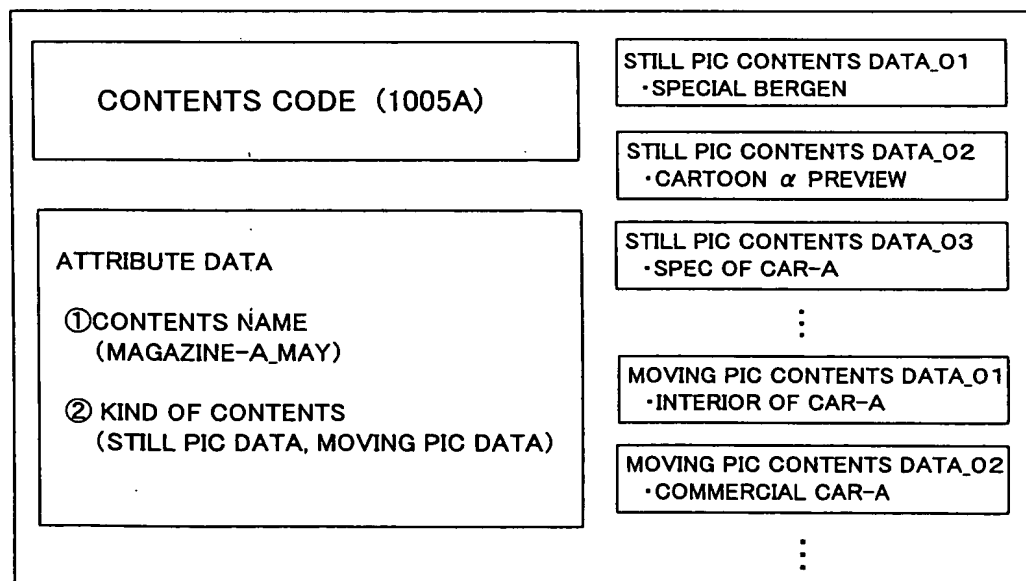 CONTENTS CODE (1005A)
ATTRIBUTE DATA
①CONTENTS NAME
(MAGAZINE-A_MAY)
② KIND OF CONTENTS
(STILL PIC DATA, MOVING PIC DATA)
STILL PIC CONTENTS DATA_01
・SPECIAL BERGEN
STILL PIC CONTENTS DATA_02
・CARTOON α PREVIEW
STILL PIC CONTENTS DATA_03
・SPEC OF CAR-A
⋮
MOVING PIC CONTENTS DATA_01
・INTERIOR OF CAR-A
MOVING PIC CONTENTS DATA_02
・COMMERCIAL CAR-A
⋮